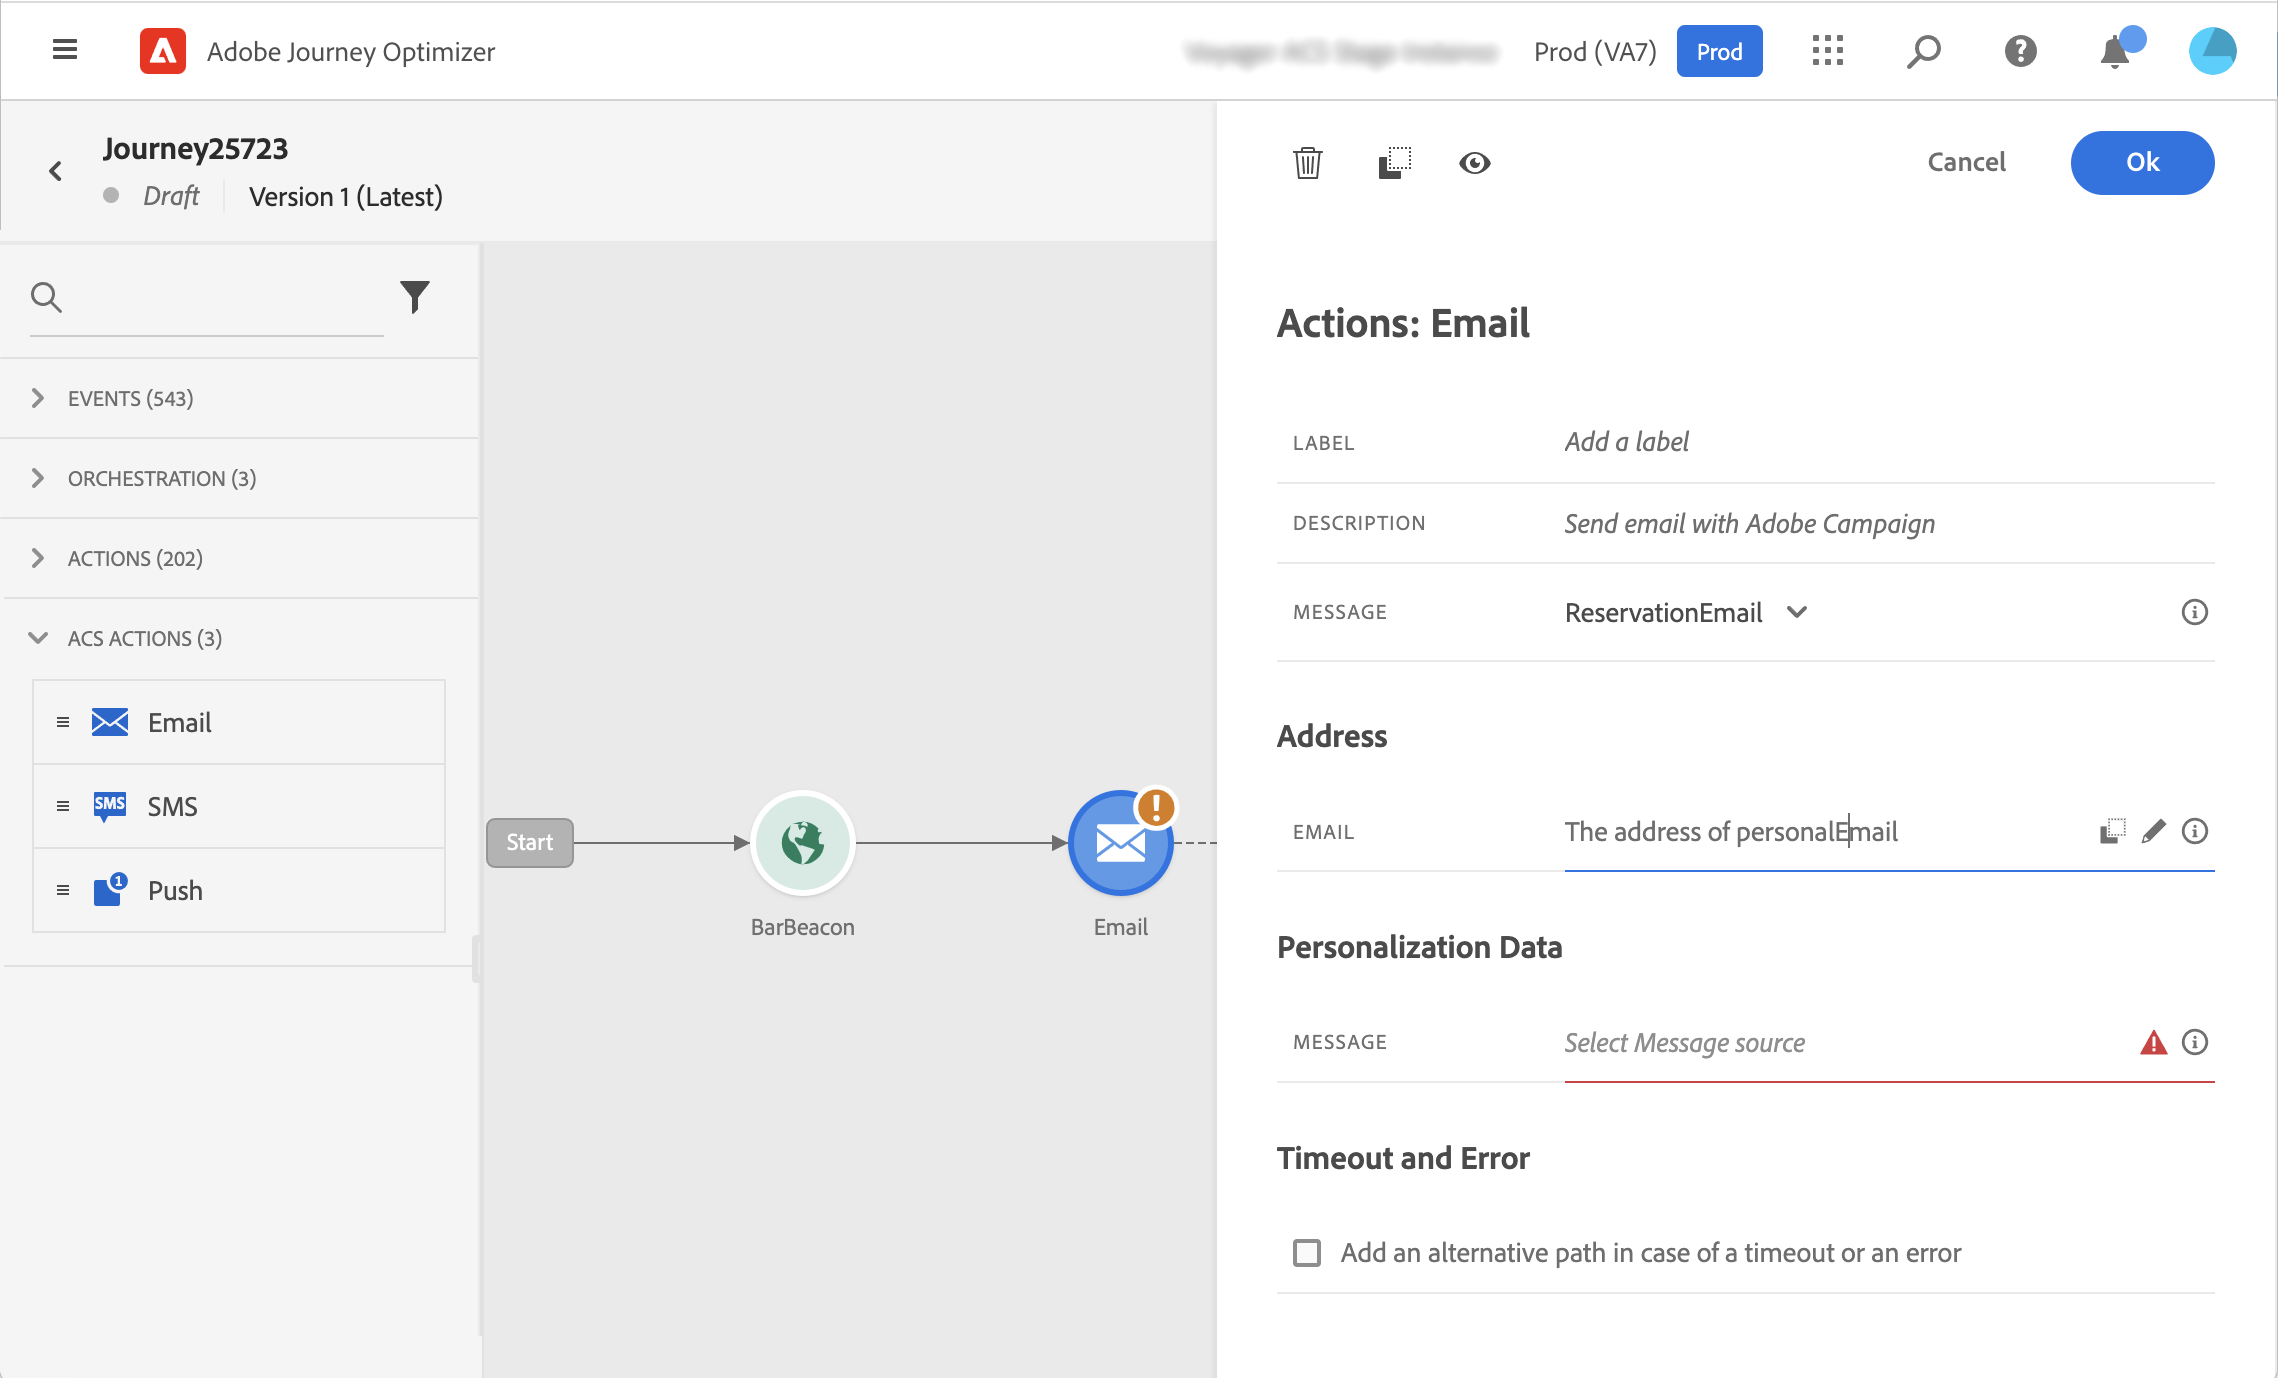 Adobe Journey Optimizer
Prod (VA7)
Prod
Journey25723
Draft
Version 1 (Latest)
Cancel
Ok
EVENTS (543)
ORCHESTRATION (3)
ACTIONS (202)
ACS ACTIONS (3)
Email
SMS
SMS
1
Push
Start
BarBeacon
Email
Actions: Email
LABEL
Add a label
DESCRIPTION
Send email with Adobe Campaign
MESSAGE
ReservationEmail
Address
EMAIL
The address of personalEmail
Personalization Data
MESSAGE
Select Message source
Timeout and Error
Add an alternative path in case of a timeout or an error